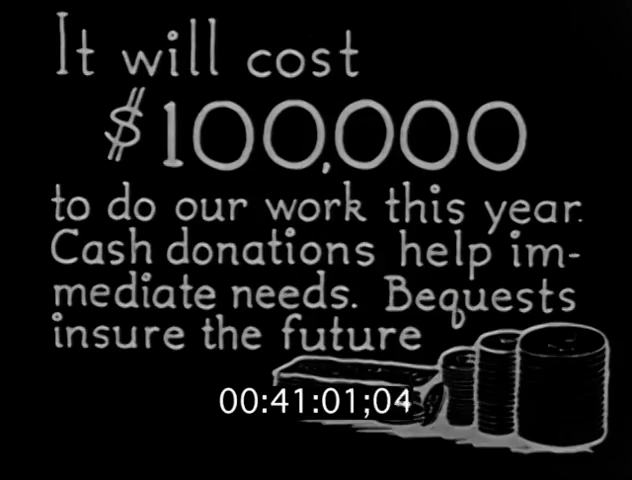 It will cost
$100,000
to do our work this year.
Cash donations help im-
mediate needs. Bequests
insure the future
00:41:01;04